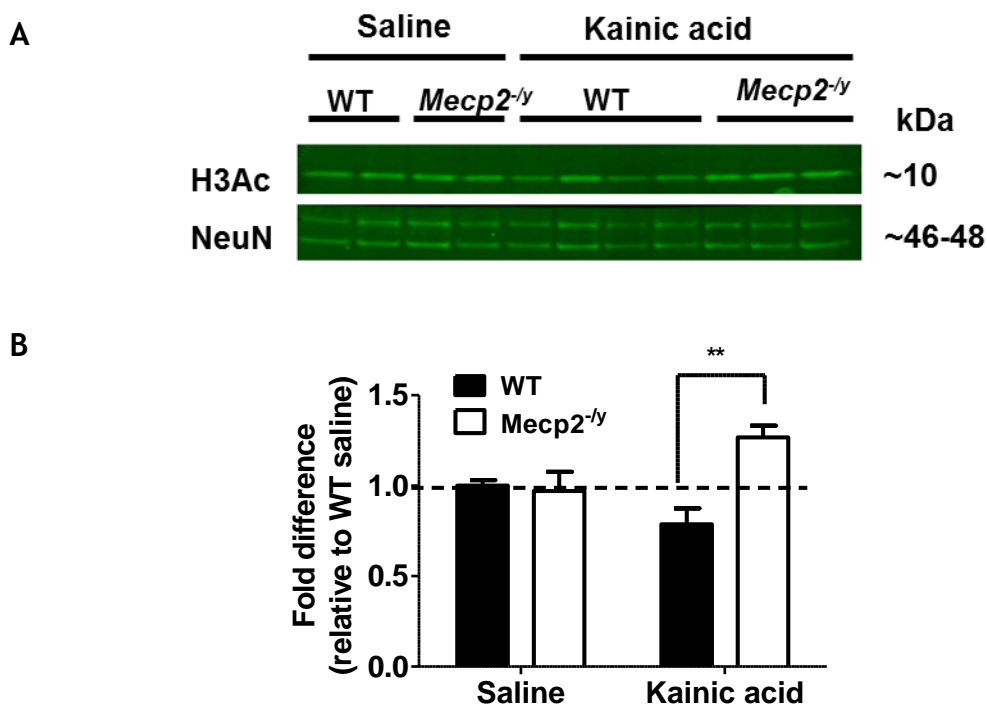 A
Saline Kainic acid
WT Mecp2-/y WT Mecp2-/y
kDa
H3Ac ~10
NeuN ~46-48
B
**
Fold difference
(relative to WT saline)
1.5
1.0
0.5
0.0
WT
Mecp2-/y
Saline Kainic acid